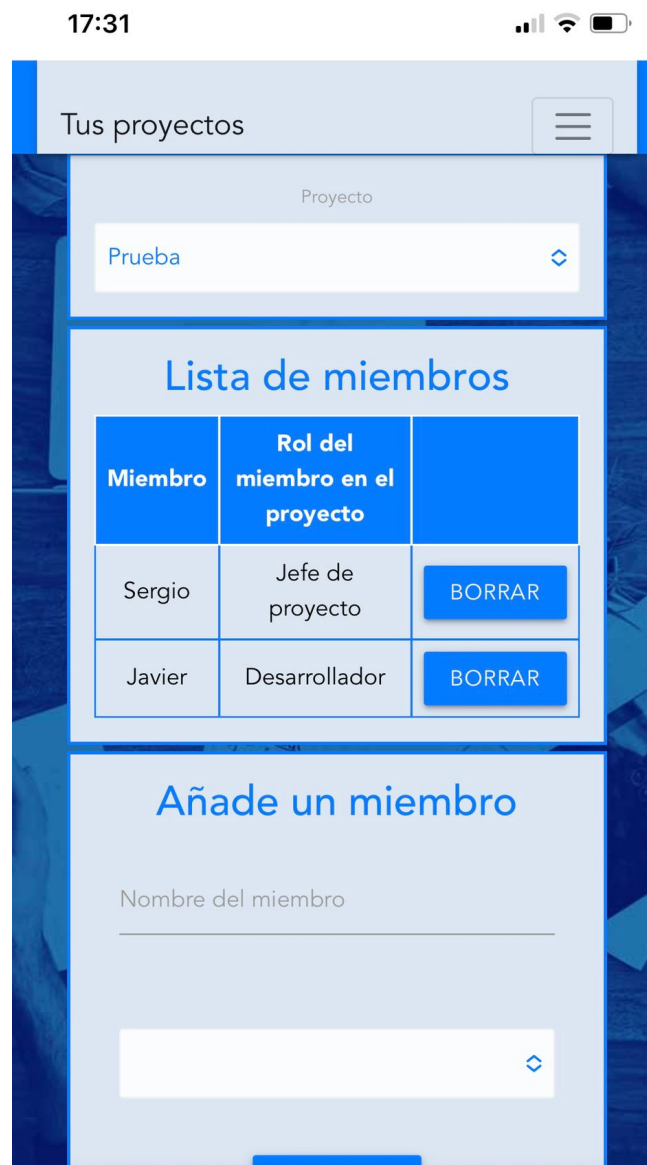 17:31
Tus proyectos
Proyecto
Prueba
Lista de miembros
Miembro
Rol del
miembro en el
proyecto
Sergio
Jefe de
proyecto
BORRAR
Javier
Desarrollador
BORRAR
Añade un miembro
Nombre del miembro